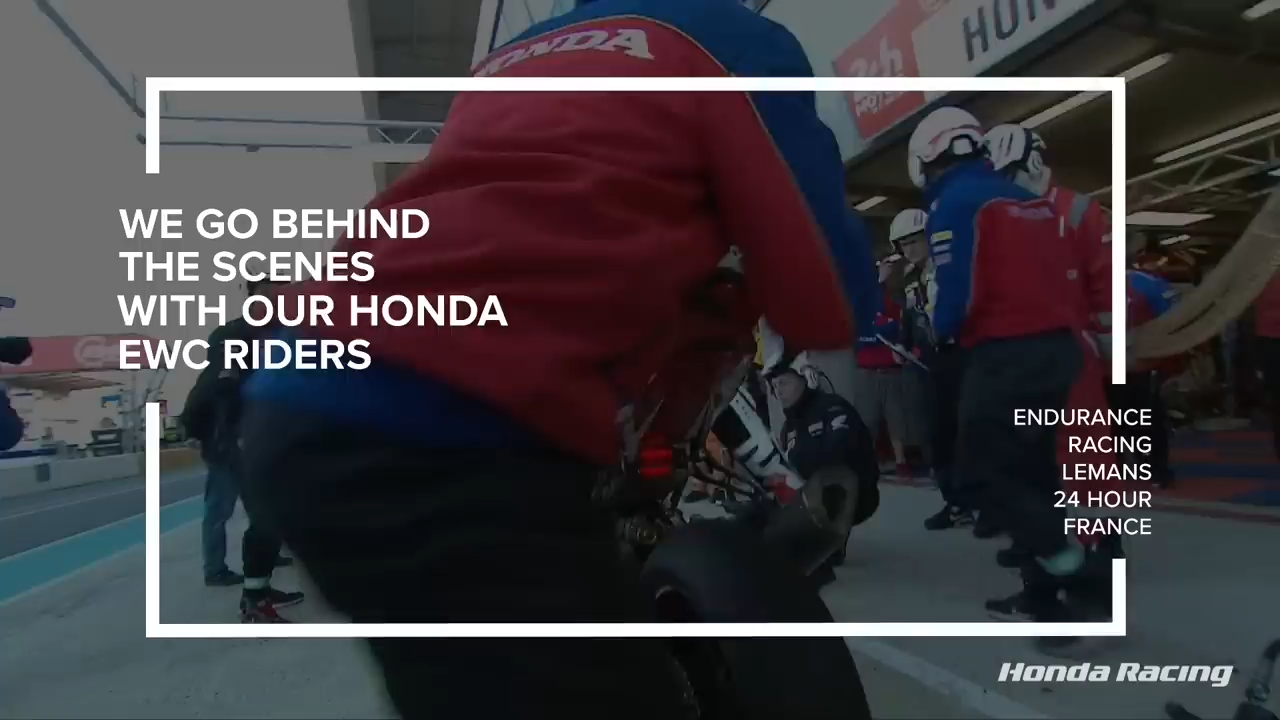 HONDA
HON
24h
WE GO BEHIND
THE SCENES
WITH OUR HONDA
EWC RIDERS
ENDURANCE
RACING
LEMANS
24 HOUR
FRANCE
Honda Racing